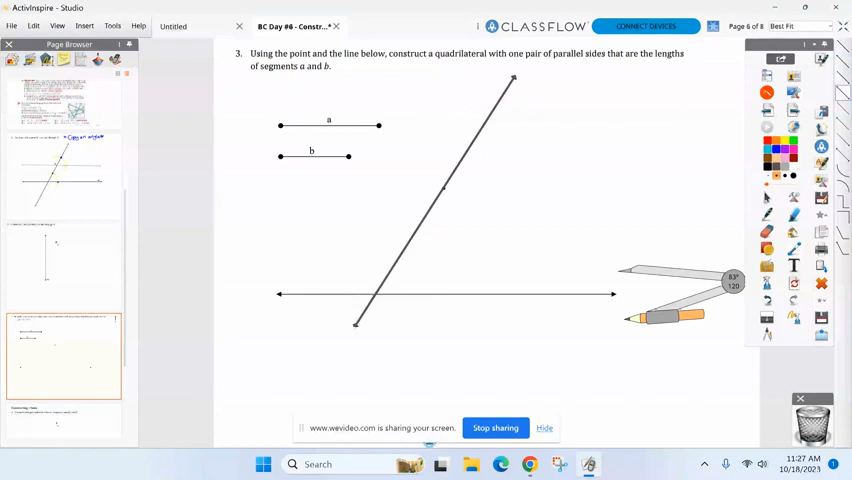 ActivInspire - Studio
File Edit View Insert Tools Help
Untitled
BC Day #6 - Constr...*
CLASSFLOW
CONNECT DEVICES
Page 6 of 8
Best Fit
Page Browser
3. Using the point and the line below, construct a quadrilateral with one pair of parallel sides that are the lengths
of segments a and b.
a
b
83°
120
T
www.wevideo.com is sharing your screen.
Stop sharing
Hide
Search
11:27 AM
10/18/2023